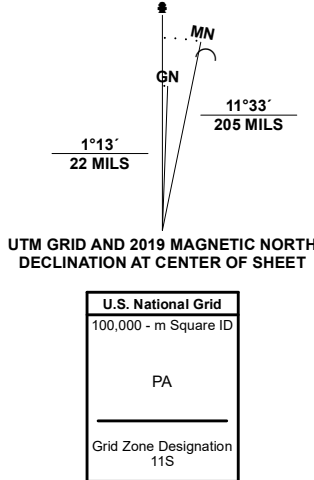 MN
GN
11°33´
205 MILS
1°13´
22 MILS
UTM GRID AND 2019 MAGNETIC NORTH
DECLINATION AT CENTER OF SHEET
U.S. National Grid
100,000 - m Square ID
PA
Grid Zone Designation
11S